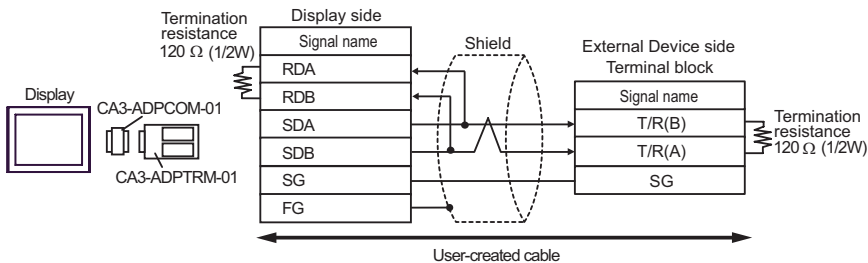 Termination
resistance
120 Ω (1/2W)
Display side
Signal name
RDA
RDB
SDA
SDB
SG
FG
Shield
External Device side
Terminal block
Signal name
T/R(B)
T/R(A)
SG
Termination
resistance
120 Ω (1/2W)
Display
CA3-ADPCOM-01
CA3-ADPTRM-01
User-created cable